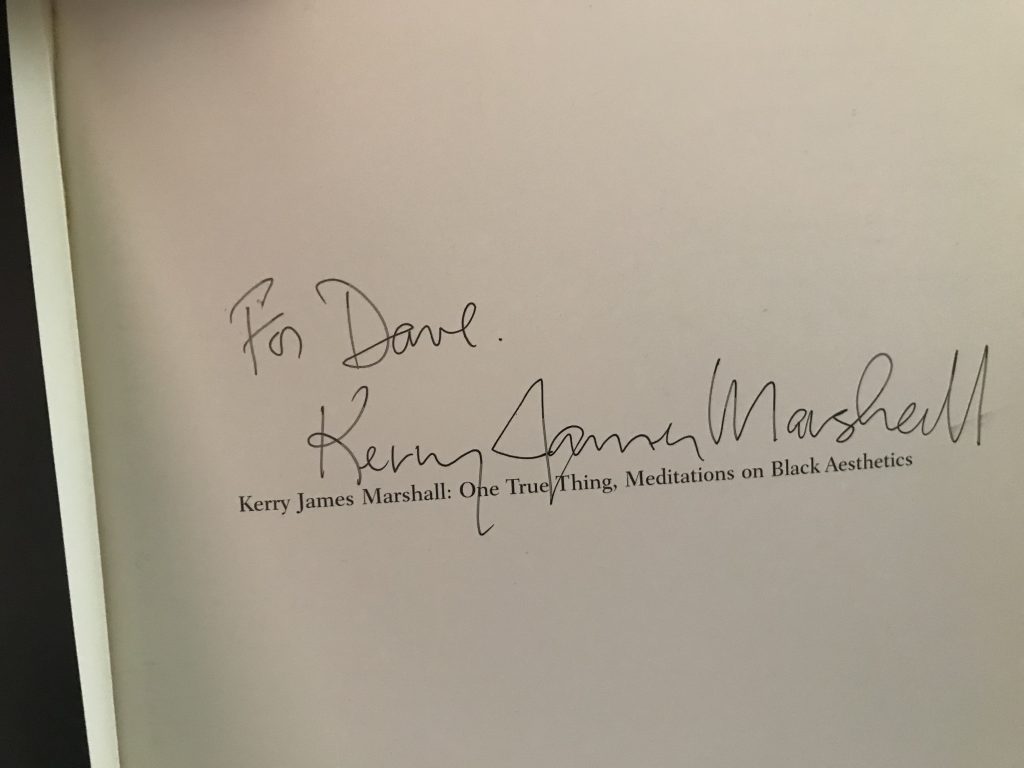 For Dave.
Kerry James Marshall
Kerry James Marshall: One True Thing, Meditations on Black Aesthetics